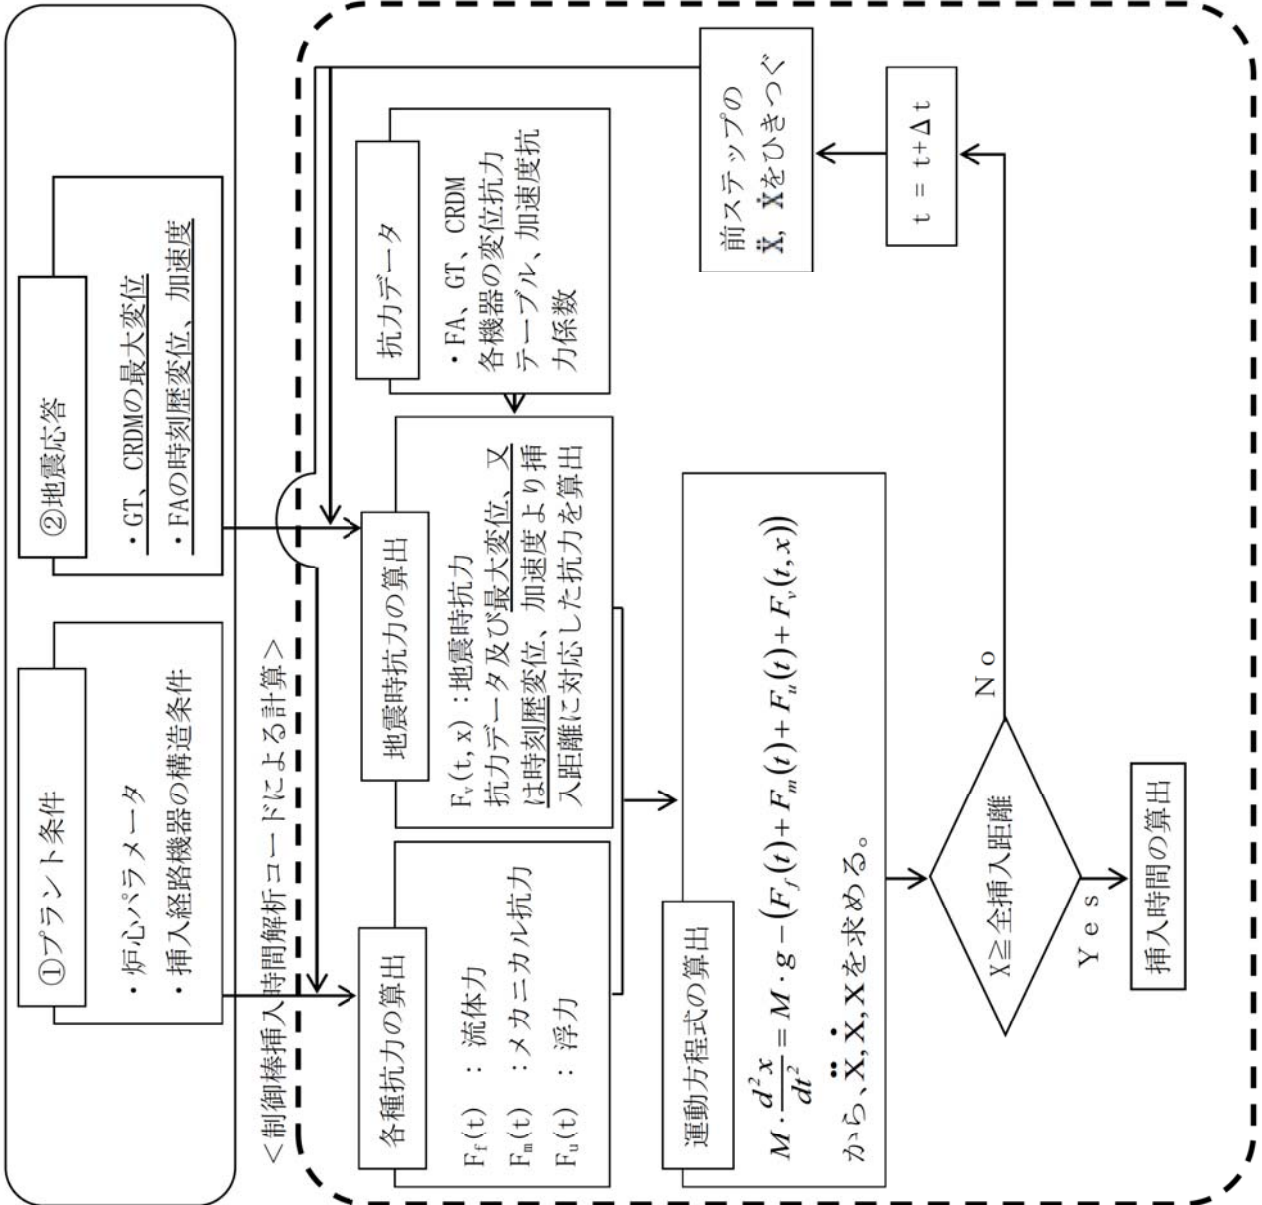 ①プラント条件
・炉心パラメータ
・挿入経路機器の構造条件
②地震応答
・GT、CRDMの最大変位
・FAの時刻歴変位、加速度
＜制御棒挿入時間解析コードによる計算＞
各種抗力の算出
F_f(t) ：流体力
F_m(t) ：メカニカル抗力
F_u(t) ：浮力
地震時抗力の算出
F_v(t,x)：地震時抗力
抗力データ及び最大変位、又
は時刻歴変位、加速度より挿
入距離に対応した抗力を算出
抗力データ
・FA、GT、CRDM
各機器の変位抗力
テーブル、加速度抗
力係数
運動方程式の算出
M・d²x/dt² = M・g－(F_f(t)+F_m(t)+F_u(t)+F_v(t,x))
から、Ẍ,Ẋ,Xを求める。
X≧全挿入距離
Yes
No
挿入時間の算出
t = t+Δt
前ステップの
Ẍ, Ẋをひきつぐ